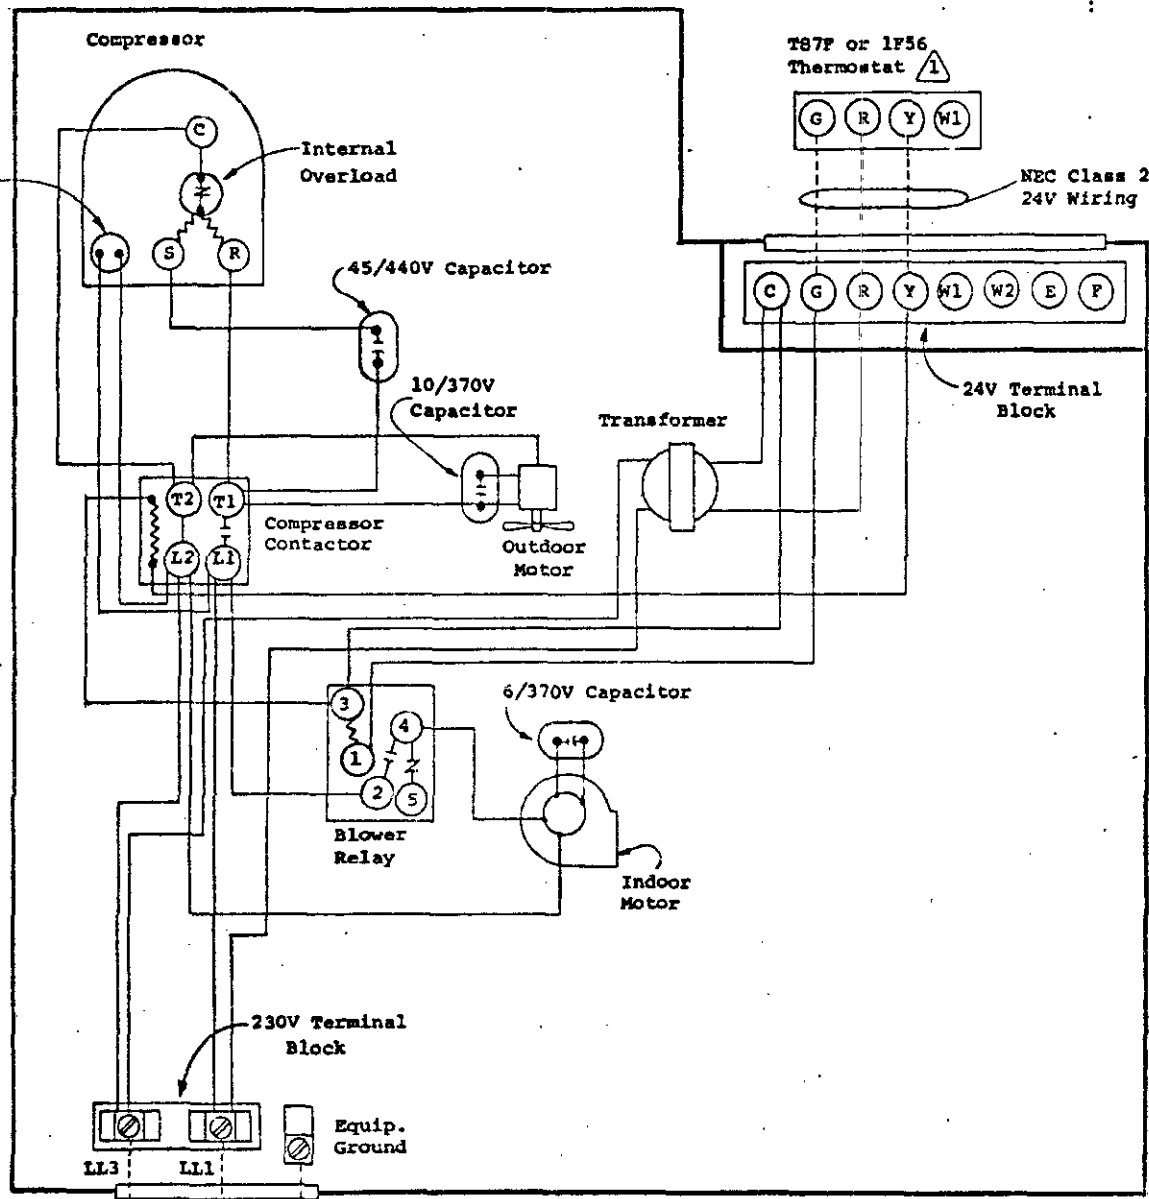 Compressor
T87F or 1F56
Thermostat 1
G R Y W1
C
Internal
Overload
NEC Class 2
24V Wiring
S R
45/440V Capacitor
C G R Y W1 W2 E F
10/370V
Capacitor
24V Terminal
Block
Transformer
T2 T1
Compressor
Contactor
L2 L1
Outdoor
Motor
6/370V Capacitor
3
4
1
2
5
Blower
Relay
Indoor
Motor
230V Terminal
Block
Equip.
Ground
LL3 LL1